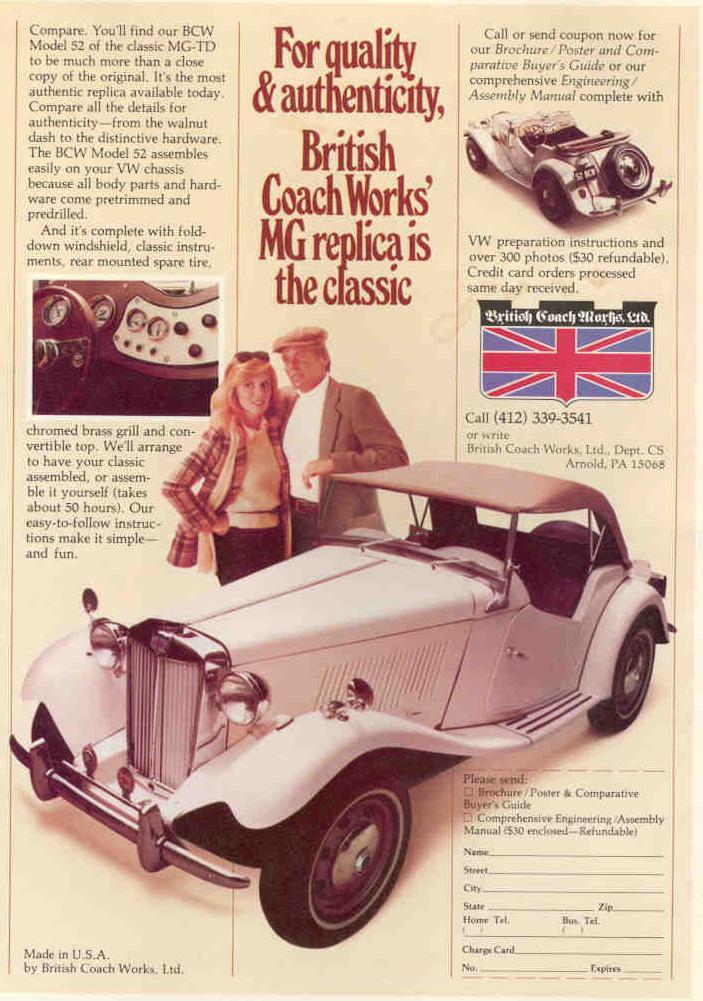 Compare. You'll find our BCW
Model 52 of the classic MG-TD
to be much more than a close
copy of the original. It's the most
authentic replica available today.
Compare all the details for
authenticity—from the walnut
dash to the distinctive hardware.
The BCW Model 52 assembles
easily on your VW chassis
because all body parts and hard-
ware come pretrimmed and
predrilled.
And it's complete with fold-
down windshield, classic instru-
ments, rear mounted spare tire,
chromed brass grill and con-
vertible top. We'll arrange
to have your classic
assembled, or assem-
ble it yourself (takes
about 50 hours). Our
easy-to-follow instruc-
tions make it simple—
and fun.
Made in U.S.A.
by British Coach Works, Ltd.
For quality
& authenticity,
British
Coach Works'
MG replica is
the classic
Call or send coupon now for
our Brochure/Poster and Com-
parative Buyer's Guide or our
comprehensive Engineering/
Assembly Manual complete with
VW preparation instructions and
over 300 photos ($30 refundable).
Credit card orders processed
same day received.
British Coach Works, Ltd.
Call (412) 339-3541
or write
British Coach Works, Ltd., Dept. CS
Arnold, PA 15068
Please send:
☐ Brochure/Poster & Comparative
Buyer's Guide
☐ Comprehensive Engineering/Assembly
Manual ($30 enclosed—Refundable)
Name
Street
City
State Zip
Home Tel. Bus. Tel.
( ) ( )
Charge Card
No. Expires